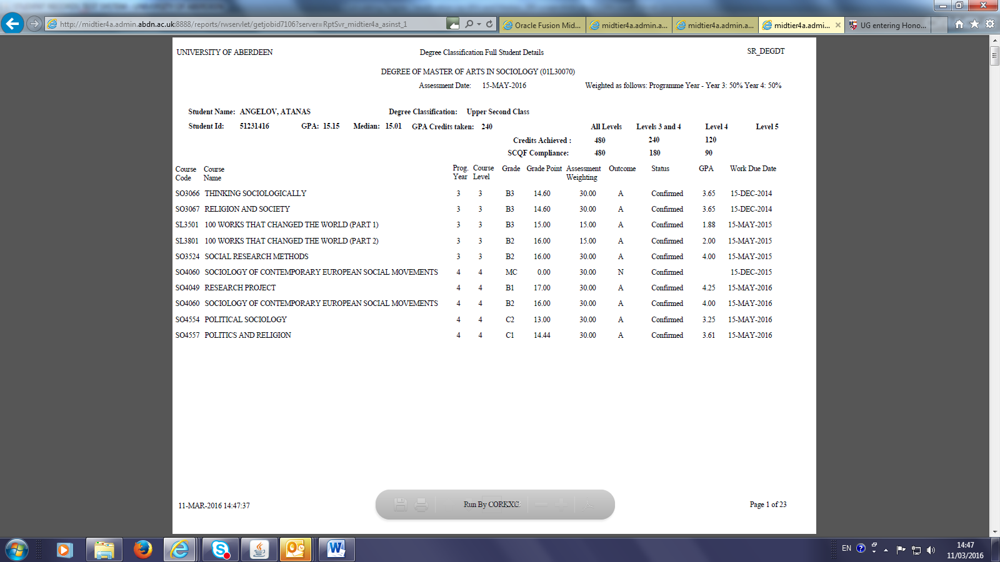 http://midtier4a.admin.abdn.ac.uk:8888/reports/rwservlet/getjobid7106?server=RptSvr_midtier4a_asinst_1
Oracle Fusion Mid... midtier4a.admin.a... midtier4a.admin.a... midtier4a.admi... UG entering Hono...
UNIVERSITY OF ABERDEEN Degree Classification Full Student Details SR_DEGDT
DEGREE OF MASTER OF ARTS IN SOCIOLOGY (01L30070)
Assessment Date: 15-MAY-2016 Weighted as follows: Programme Year - Year 3: 50% Year 4: 50%
Student Name: ANGELOV, ATANAS Degree Classification: Upper Second Class
Student Id: 51231416 GPA: 15.15 Median: 15.01 GPA Credits taken: 240 All Levels Levels 3 and 4 Level 4 Level 5
Credits Achieved : 480 240 120
SCQF Compliance: 480 180 90
Course Course Prog. Course Grade Grade Point Assessment Outcome Status GPA Work Due Date
Code Name Year Level Weighting
SO3066 THINKING SOCIOLOGICALLY 3 3 B3 14.60 30.00 A Confirmed 3.65 15-DEC-2014
SO3067 RELIGION AND SOCIETY 3 3 B3 14.60 30.00 A Confirmed 3.65 15-DEC-2014
SL3501 100 WORKS THAT CHANGED THE WORLD (PART 1) 3 3 B3 15.00 15.00 A Confirmed 1.88 15-MAY-2015
SL3801 100 WORKS THAT CHANGED THE WORLD (PART 2) 3 3 B2 16.00 15.00 A Confirmed 2.00 15-MAY-2015
SO3524 SOCIAL RESEARCH METHODS 3 3 B2 16.00 30.00 A Confirmed 4.00 15-MAY-2015
SO4060 SOCIOLOGY OF CONTEMPORARY EUROPEAN SOCIAL MOVEMENTS 4 4 MC 0.00 30.00 N Confirmed 15-DEC-2015
SO4049 RESEARCH PROJECT 4 4 B1 17.00 30.00 A Confirmed 4.25 15-MAY-2016
SO4060 SOCIOLOGY OF CONTEMPORARY EUROPEAN SOCIAL MOVEMENTS 4 4 B2 16.00 30.00 A Confirmed 4.00 15-MAY-2016
SO4554 POLITICAL SOCIOLOGY 4 4 C2 13.00 30.00 A Confirmed 3.25 15-MAY-2016
SO4557 POLITICS AND RELIGION 4 4 C1 14.44 30.00 A Confirmed 3.61 15-MAY-2016
11-MAR-2016 14:47:37 Run By Page 1 of 23
EN 14:47
11/03/2016